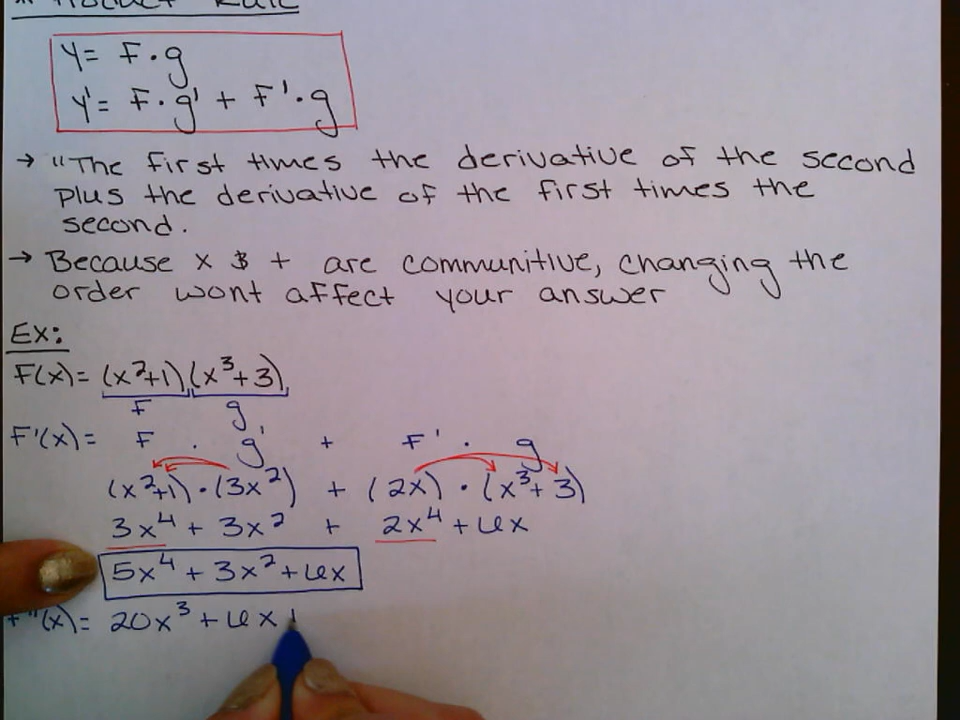 * Product Rule
y = F · g
y' = F · g' + F' · g
→ "The first times the derivative of the second
plus the derivative of the first times the
second.
→ Because x & + are communitive, changing the
order wont affect your answer
Ex:
F(x) = (x²+1)(x³+3)
F g
F'(x) = F · g' + F' · g
(x²+1) · (3x²) + (2x) · (x³+3)
3x⁴ + 3x² + 2x⁴ + 6x
5x⁴ + 3x² + 6x
F"(x) = 20x³ + 6x